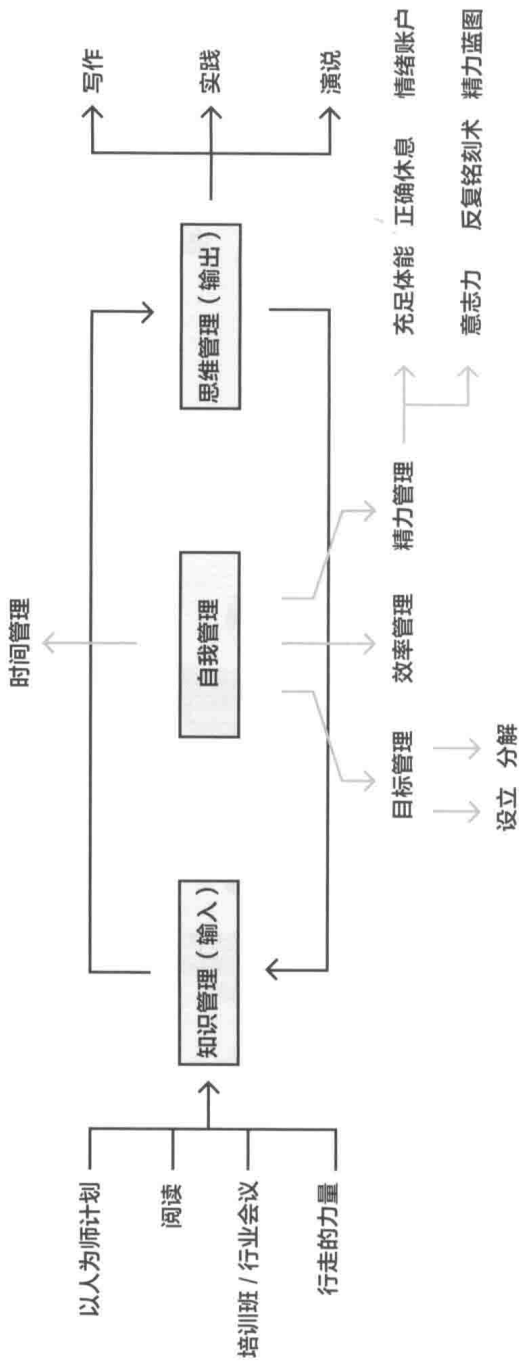 时间管理
以人为师计划
阅读
培训班 / 行业会议
行走的力量
知识管理（输入）
自我管理
思维管理（输出）
写作
实践
演说
目标管理
效率管理
精力管理
设立 分解
充足体能 正确休息 情绪账户
意志力 反复铭刻术 精力蓝图